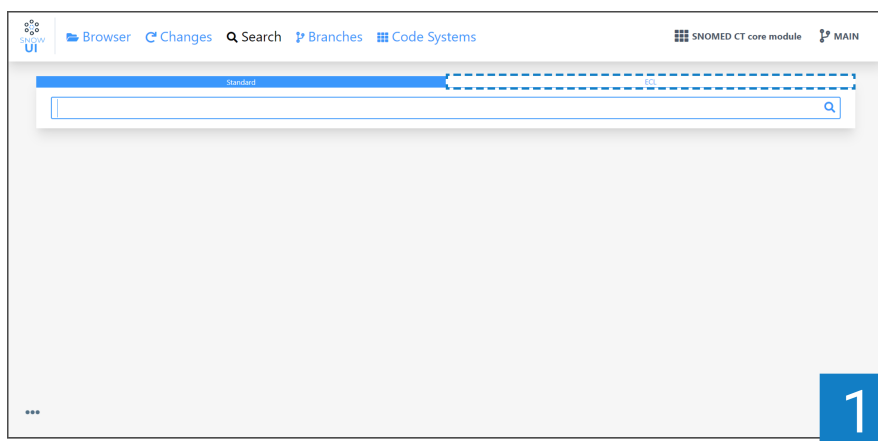 SNOW
UI
Browser Changes Search Branches Code Systems
SNOMED CT core module MAIN
Standard ECL
1